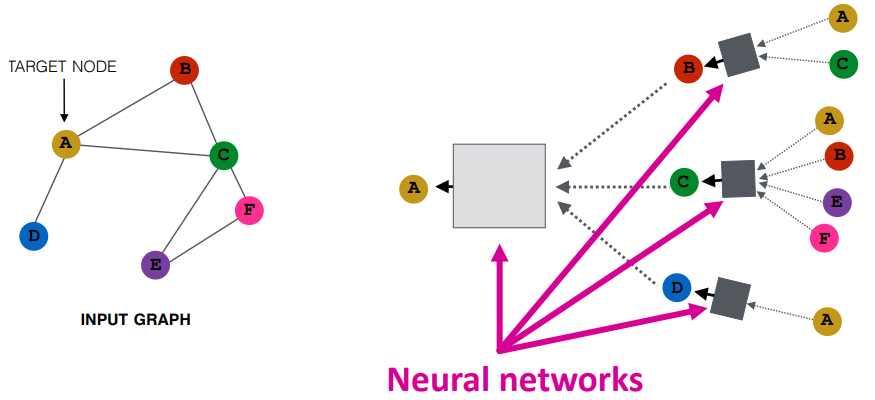 TARGET NODE
B
A
C
F
D
E
INPUT GRAPH
A
B
C
D
A
C
A
B
E
F
A
Neural networks